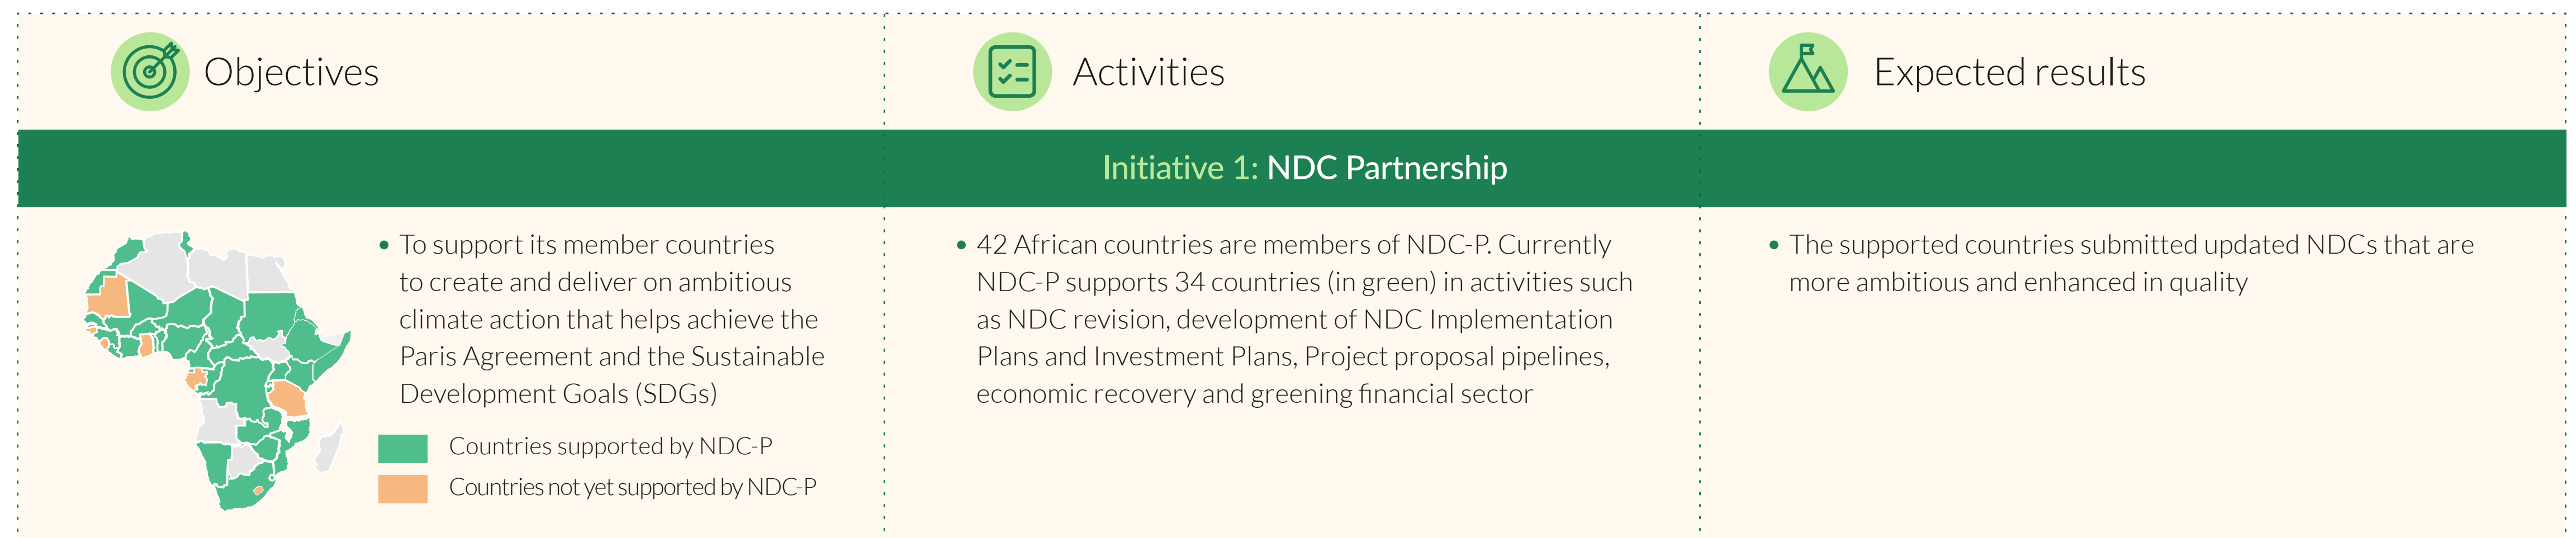 Objectives
Activities
Expected results
Initiative 1: NDC Partnership
• To support its member countries
to create and deliver on ambitious
climate action that helps achieve the
Paris Agreement and the Sustainable
Development Goals (SDGs)
Countries supported by NDC-P
Countries not yet supported by NDC-P
• 42 African countries are members of NDC-P. Currently
NDC-P supports 34 countries (in green) in activities such
as NDC revision, development of NDC Implementation
Plans and Investment Plans, Project proposal pipelines,
economic recovery and greening financial sector
• The supported countries submitted updated NDCs that are
more ambitious and enhanced in quality